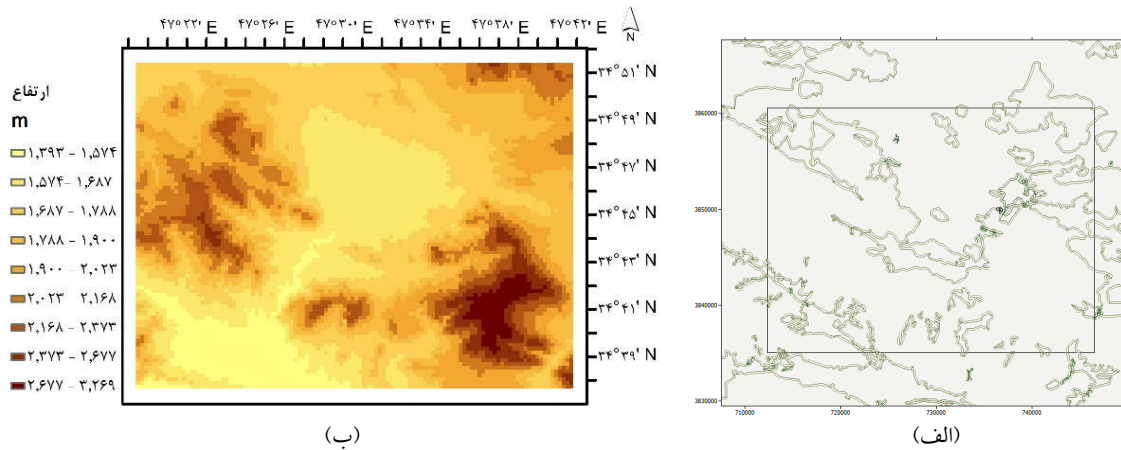 ۴۷°۲۲' E ۴۷°۲۶' E ۴۷°۳۰' E ۴۷°۳۴' E ۴۷°۳۸' E ۴۷°۴۲' E
N
۳۴°۵۱' N
۳۴°۴۹' N
۳۴°۴۷' N
۳۴°۴۵' N
۳۴°۴۳' N
۳۴°۴۱' N
۳۴°۳۹' N
ارتفاع
m
۱,۳۹۳ - ۱,۵۷۴
۱,۵۷۴- ۱,۶۸۷
۱,۶۸۷ - ۱,۷۸۸
۱,۷۸۸ - ۱,۹۰۰
۱,۹۰۰ - ۲,۰۲۳
۲,۰۲۳ ۲,۱۶۸
۲,۱۶۸ - ۲,۳۷۳
۲,۳۷۳ - ۲,۶۷۷
۲,۶۷۷ - ۳,۲۶۹
(ب)
3860000
3850000
3840000
3830000
710000 720000 730000 740000
(الف)